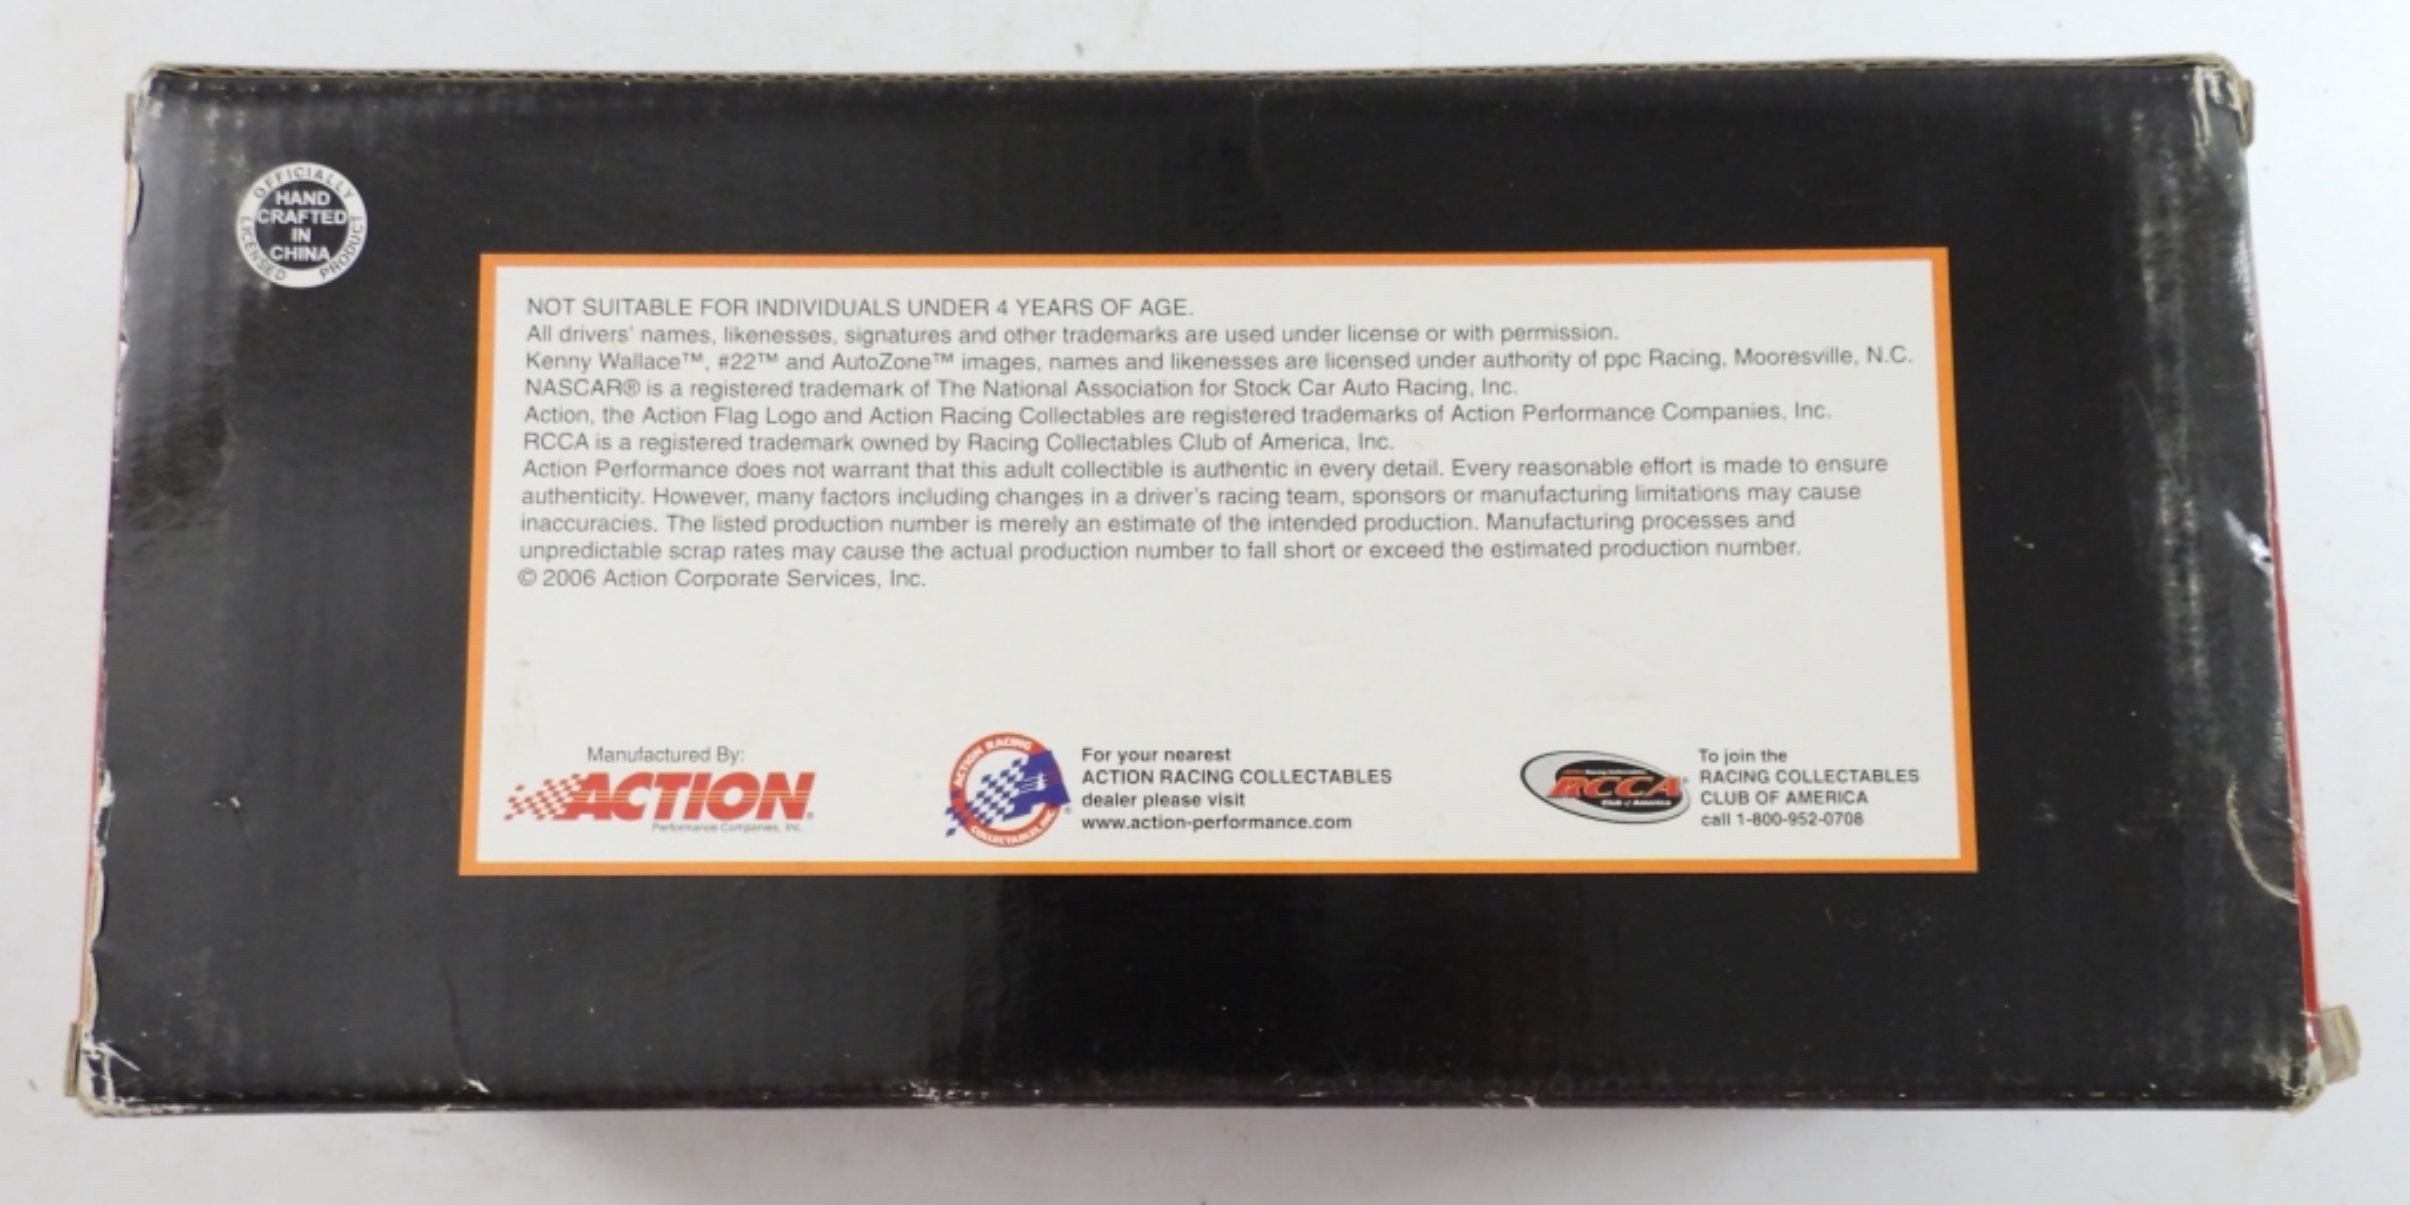 OFFICIALLY LICENSED PRODUCT
HAND
CRAFTED
IN
CHINA
NOT SUITABLE FOR INDIVIDUALS UNDER 4 YEARS OF AGE.
All drivers' names, likenesses, signatures and other trademarks are used under license or with permission.
Kenny Wallace™, #22™ and AutoZone™ images, names and likenesses are licensed under authority of ppc Racing, Mooresville, N.C.
NASCAR® is a registered trademark of The National Association for Stock Car Auto Racing, Inc.
Action, the Action Flag Logo and Action Racing Collectables are registered trademarks of Action Performance Companies, Inc.
RCCA is a registered trademark owned by Racing Collectables Club of America, Inc.
Action Performance does not warrant that this adult collectible is authentic in every detail. Every reasonable effort is made to ensure
authenticity. However, many factors including changes in a driver's racing team, sponsors or manufacturing limitations may cause
inaccuracies. The listed production number is merely an estimate of the intended production. Manufacturing processes and
unpredictable scrap rates may cause the actual production number to fall short or exceed the estimated production number.
© 2006 Action Corporate Services, Inc.
Manufactured By:
ACTION®
Performance Companies, Inc.
ACTION RACING
COLLECTABLES, INC.
®
For your nearest
ACTION RACING COLLECTABLES
dealer please visit
www.action-performance.com
RCCA®
Club of America
To join the
RACING COLLECTABLES
CLUB OF AMERICA
call 1-800-952-0708